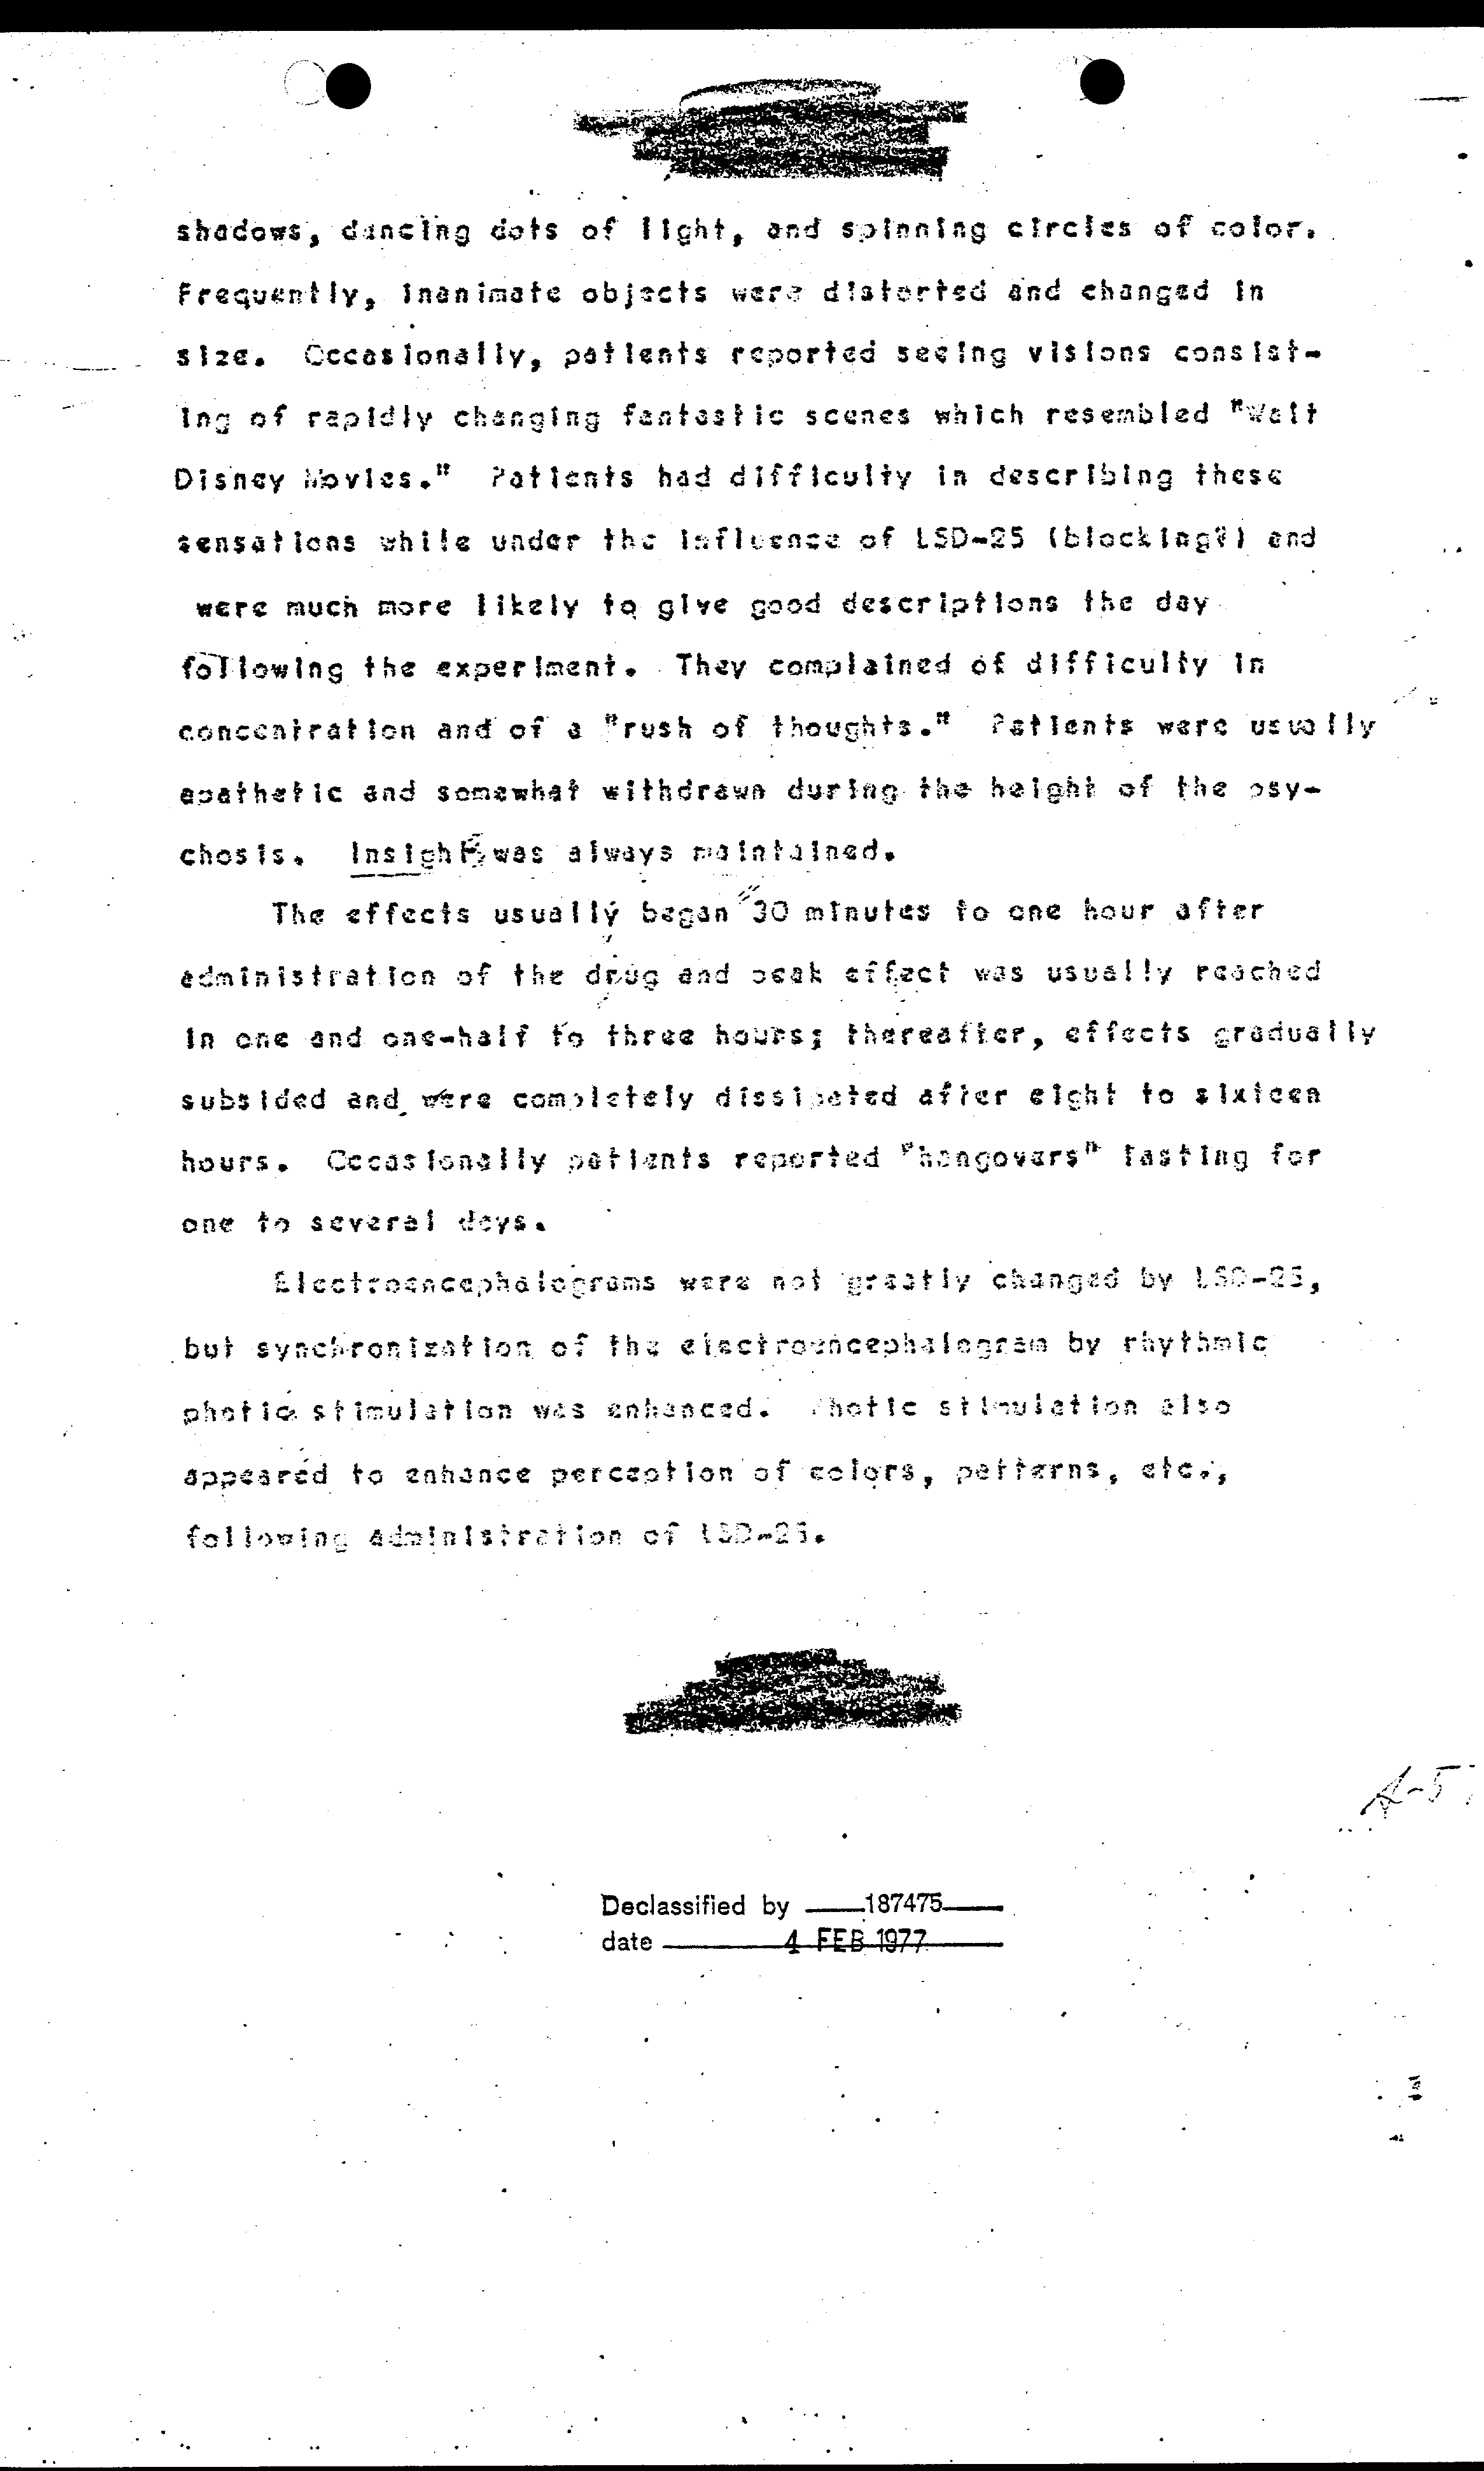 shadows, dancing dots of light, and spinning circles of color.
Frequently, inanimate objects were distorted and changed in
size. Occasionally, patients reported seeing visions consist-
ing of rapidly changing fantastic scenes which resembled "Walt
Disney Movies." Patients had difficulty in describing these
sensations while under the influence of LSD-25 (blocking?) and
were much more likely to give good descriptions the day
following the experiment. They complained of difficulty in
concentration and of a "rush of thoughts." Patients were usually
apathetic and somewhat withdrawn during the height of the psy-
chosis. Insight was always maintained.
The effects usually began 30 minutes to one hour after
administration of the drug and peak effect was usually reached
in one and one-half to three hours; thereafter, effects gradually
subsided and were completely dissipated after eight to sixteen
hours. Occasionally patients reported "hangovers" lasting for
one to several days.
Electroencephalograms were not greatly changed by LSD-25,
but synchronization of the electroencephalogram by rhythmic
photic stimulation was enhanced. Photic stimulation also
appeared to enhance perception of colors, patterns, etc.,
following administration of LSD-25.
A-5
Declassified by 187475
date 4 FEB 1977